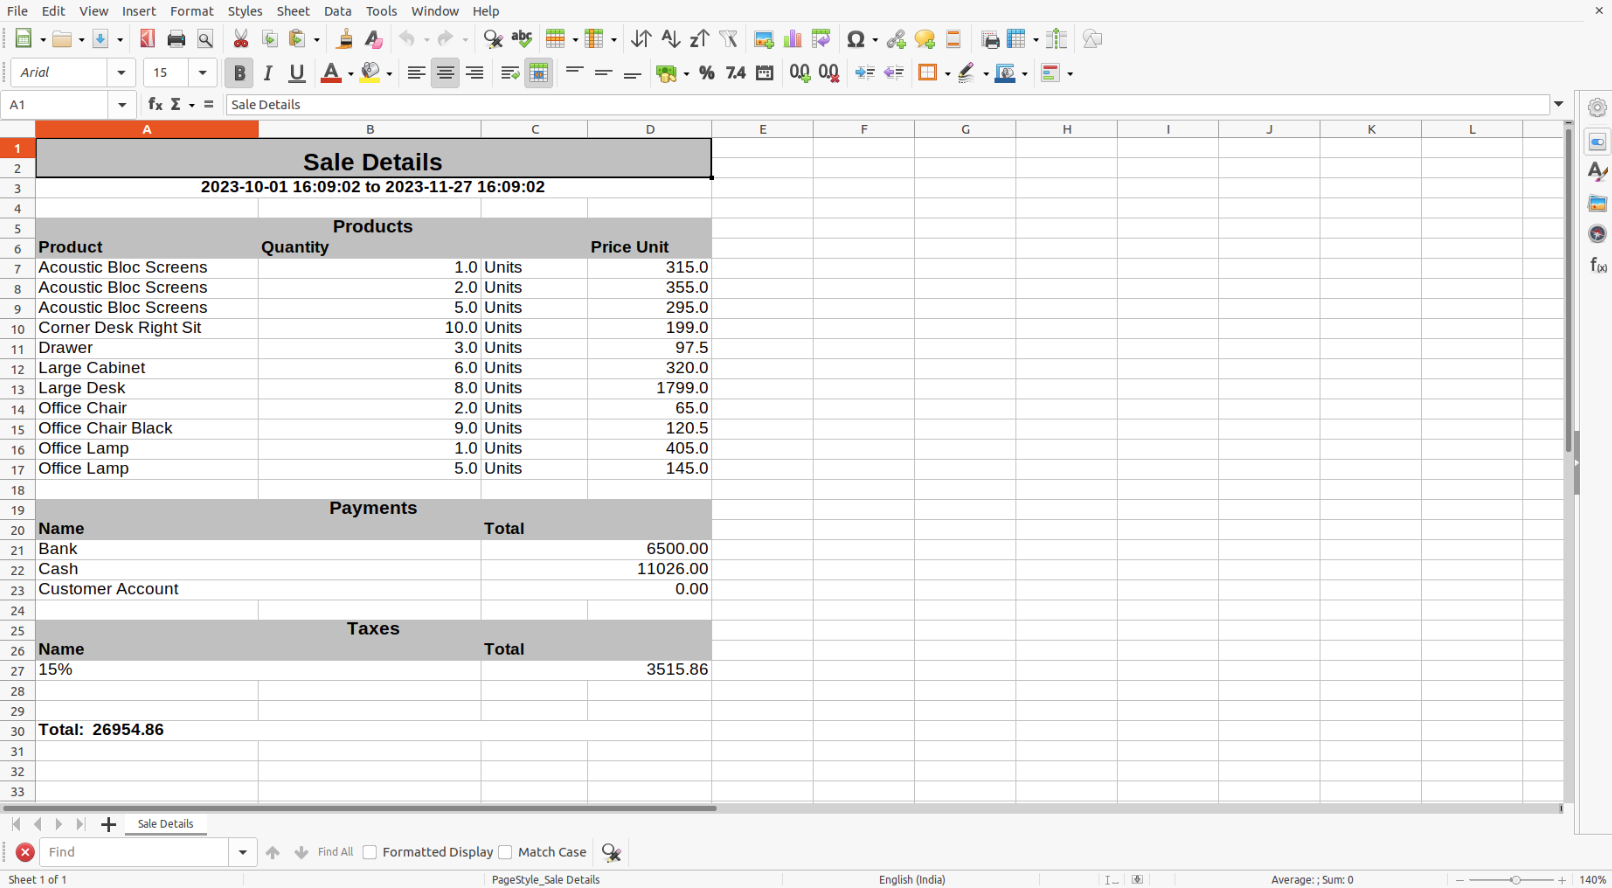 File Edit View Insert Format Styles Sheet Data Tools Window Help
Arial 15
A1 Sale Details
A B C D E F G H I J K L
1
2 Sale Details
3 2023-10-01 16:09:02 to 2023-11-27 16:09:02
4
5 Products
6 Product Quantity Price Unit
7 Acoustic Bloc Screens 1.0 Units 315.0
8 Acoustic Bloc Screens 2.0 Units 355.0
9 Acoustic Bloc Screens 5.0 Units 295.0
10 Corner Desk Right Sit 10.0 Units 199.0
11 Drawer 3.0 Units 97.5
12 Large Cabinet 6.0 Units 320.0
13 Large Desk 8.0 Units 1799.0
14 Office Chair 2.0 Units 65.0
15 Office Chair Black 9.0 Units 120.5
16 Office Lamp 1.0 Units 405.0
17 Office Lamp 5.0 Units 145.0
18
19 Payments
20 Name Total
21 Bank 6500.00
22 Cash 11026.00
23 Customer Account 0.00
24
25 Taxes
26 Name Total
27 15% 3515.86
28
29
30 Total: 26954.86
31
32
33
Sale Details
Find Find All Formatted Display Match Case
Sheet 1 of 1 PageStyle_Sale Details English (India) Average: ; Sum: 0 140%